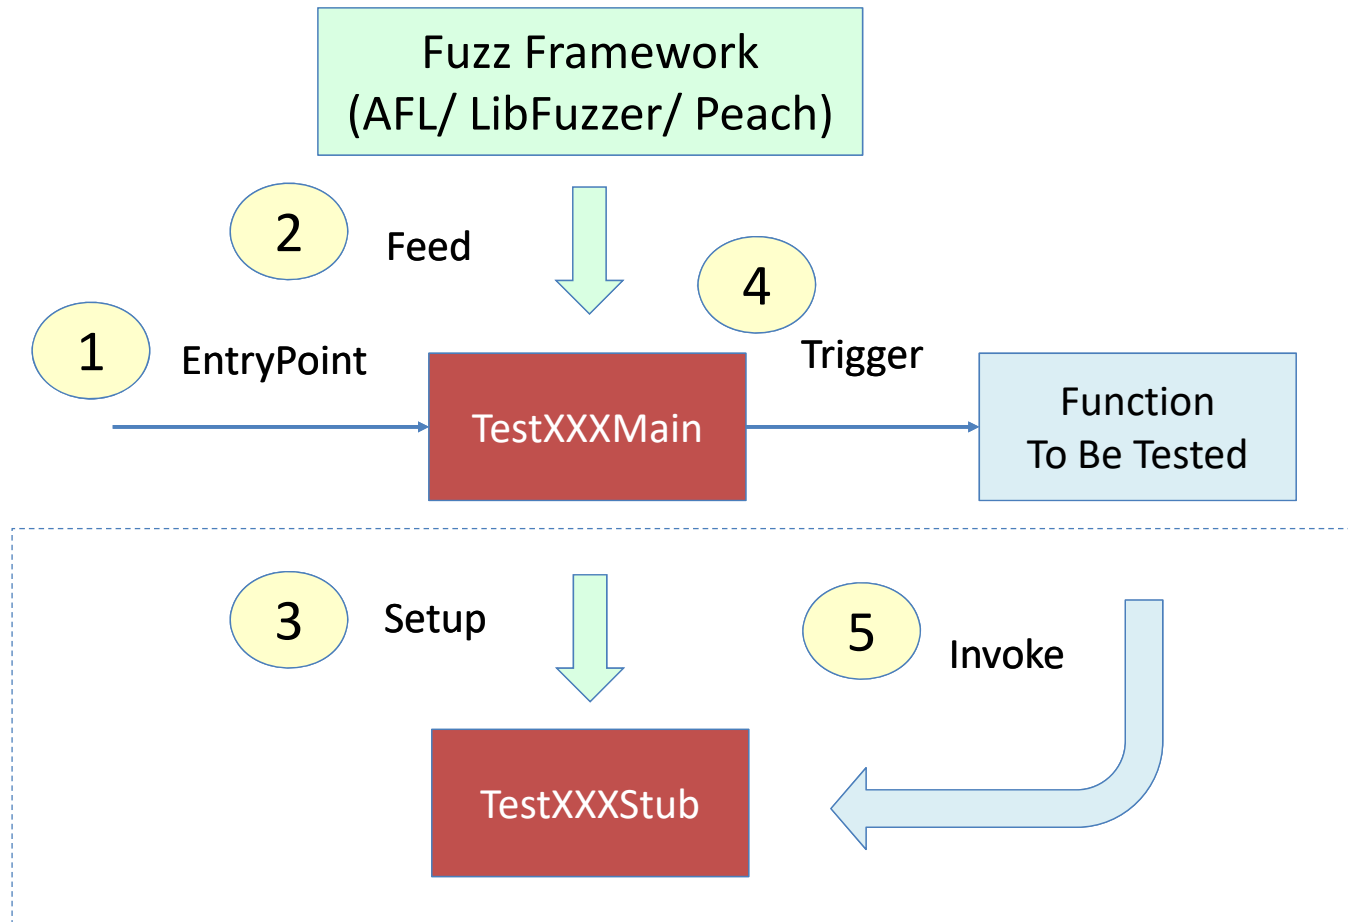 Fuzz Framework
(AFL/ LibFuzzer/ Peach)
2
Feed
4
1
EntryPoint
Trigger
TestXXXMain
Function
To Be Tested
3
Setup
5
Invoke
TestXXXStub